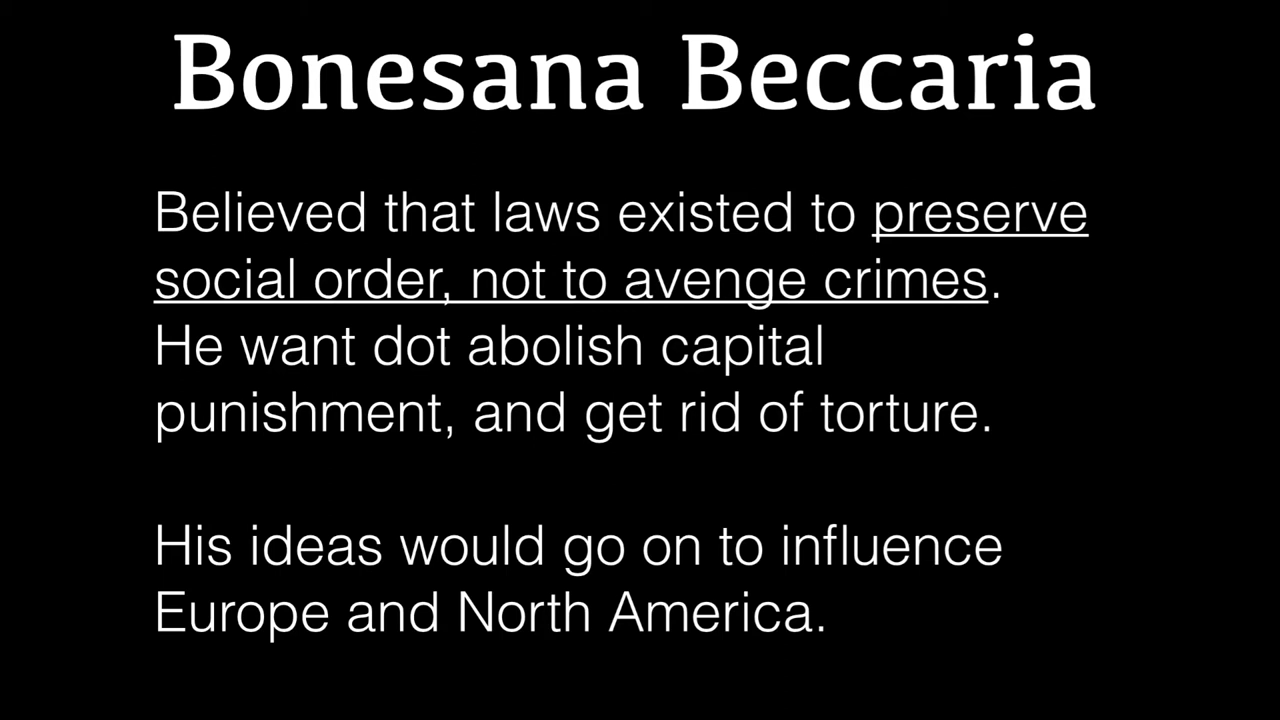 Bonesana Beccaria
Believed that laws existed to preserve
social order, not to avenge crimes.
He want dot abolish capital
punishment, and get rid of torture.
His ideas would go on to influence
Europe and North America.